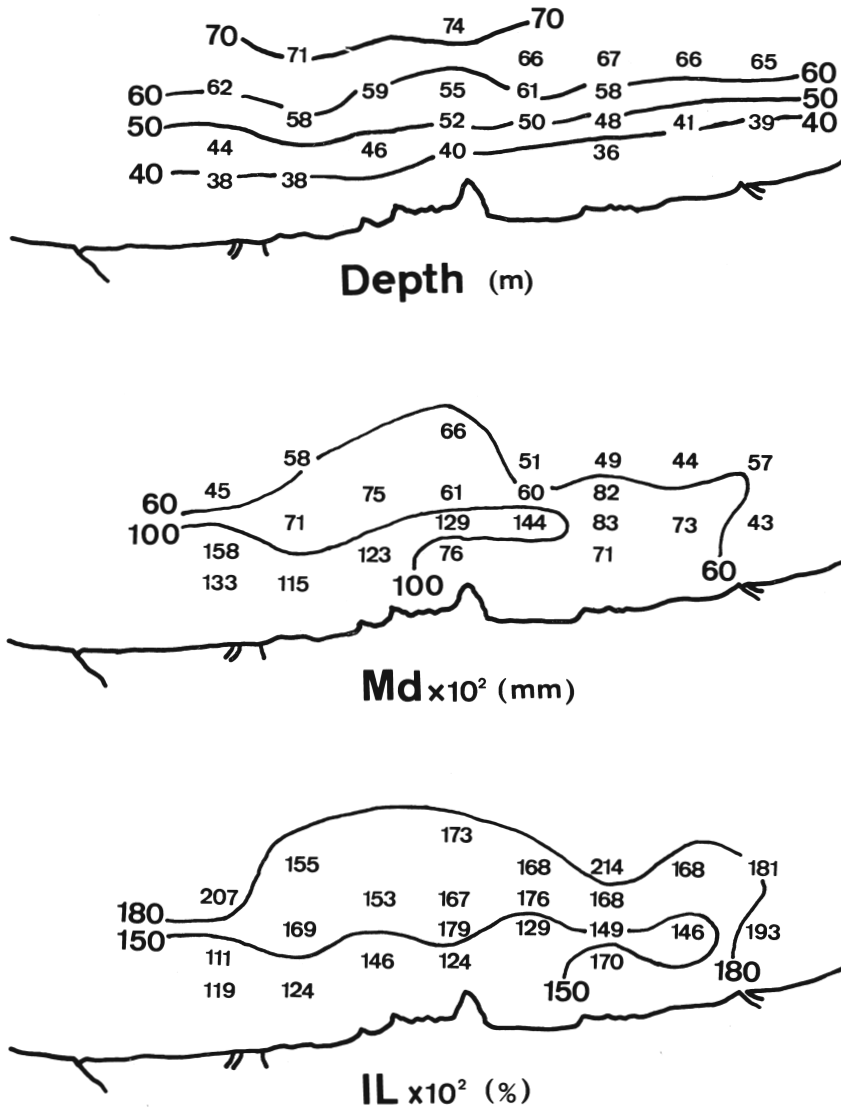 70 71 74 70
66 67 66 65
60 62 59 55 61 58 60
58 52 50 48 50
50 41 39 40
44 46 40 36
40 38 38
Depth (m)
66
58 51 49 44 57
60 45 75 61 60 82
100 71 129 144 83 73 43
158 123 76 71
133 115 100 60
Md ×10² (mm)
173
155 168 214 168 181
207 153 167 176 168
180
150 169 179 129 149 146 193
111 146 124 170 180
119 124 150
IL ×10² (%)